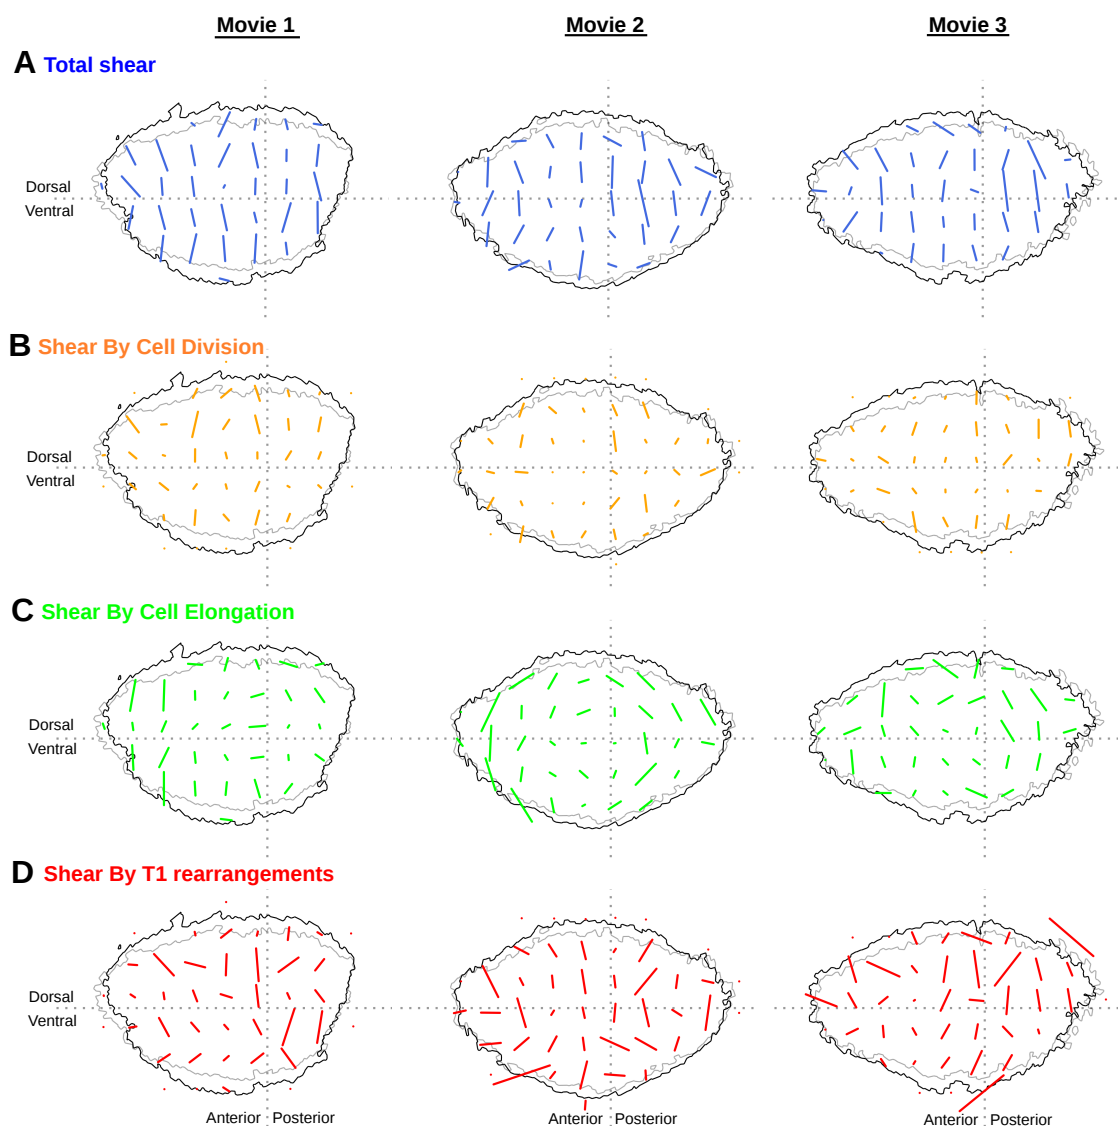 Movie 1 Movie 2 Movie 3
A Total shear
Dorsal
Ventral
B Shear By Cell Division
Dorsal
Ventral
C Shear By Cell Elongation
Dorsal
Ventral
D Shear By T1 rearrangements
Dorsal
Ventral
Anterior Posterior Anterior Posterior Anterior Posterior